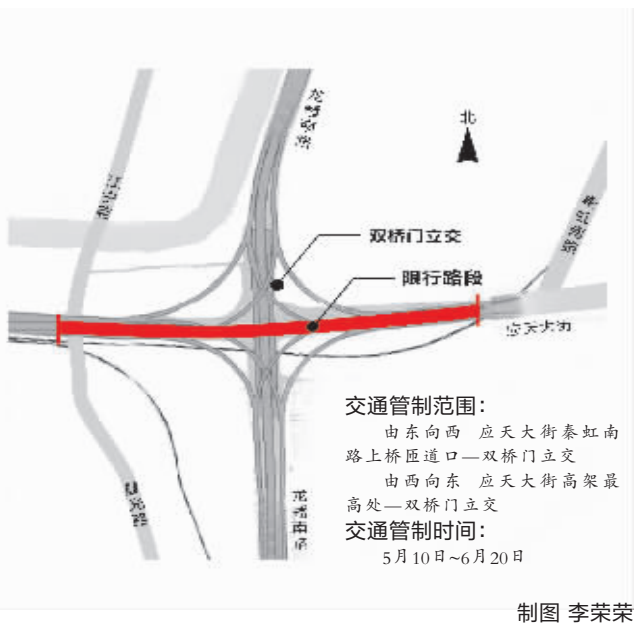 北
双桥门立交
限行路段
应天大街
交通管制范围：
由东向西 应天大街秦虹南
路上桥匝道口—双桥门立交
由西向东 应天大街高架最
高处—双桥门立交
交通管制时间：
5月10日~6月20日
制图 李荣荣